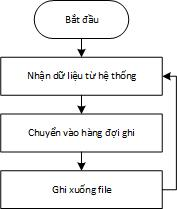 Bắt đầu
Nhận dữ liệu từ hệ thống
Chuyển vào hàng đợi ghi
Ghi xuống file